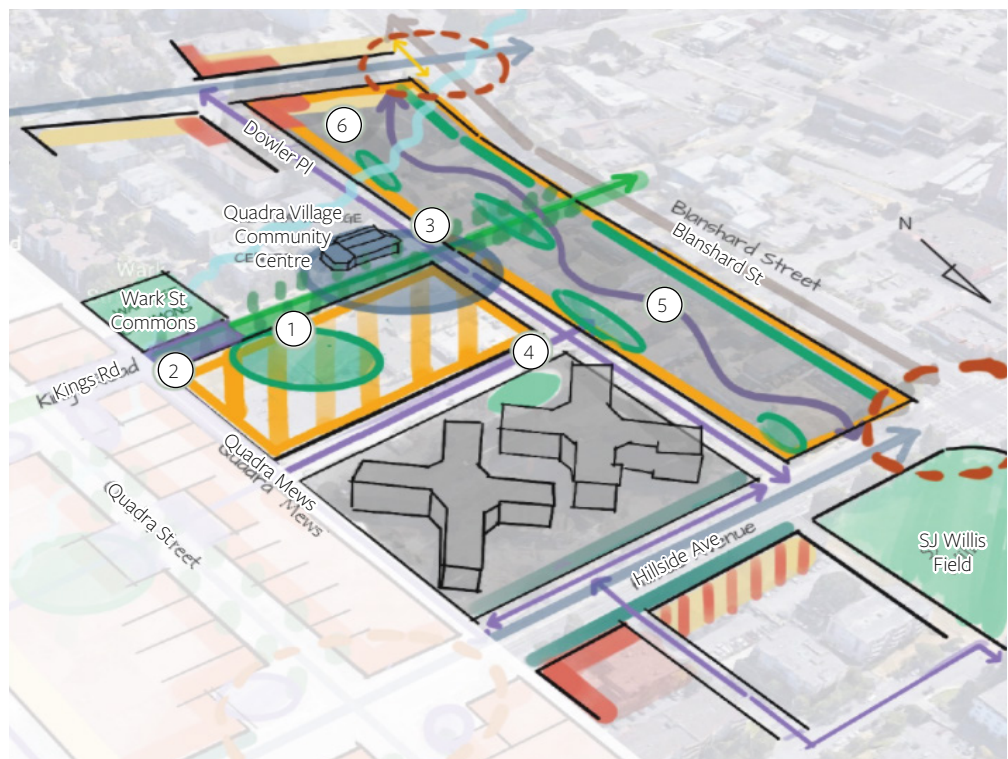 6
Dowler Pl
Quadra Village
Community
Centre
3
N
Blanshard Street
Blanshard St
Wark St
Commons
1
5
2
4
Kings Rd
Quadra Mews
Quadra Mews
Quadra Street
Hillside Ave
SJ Willis
Field